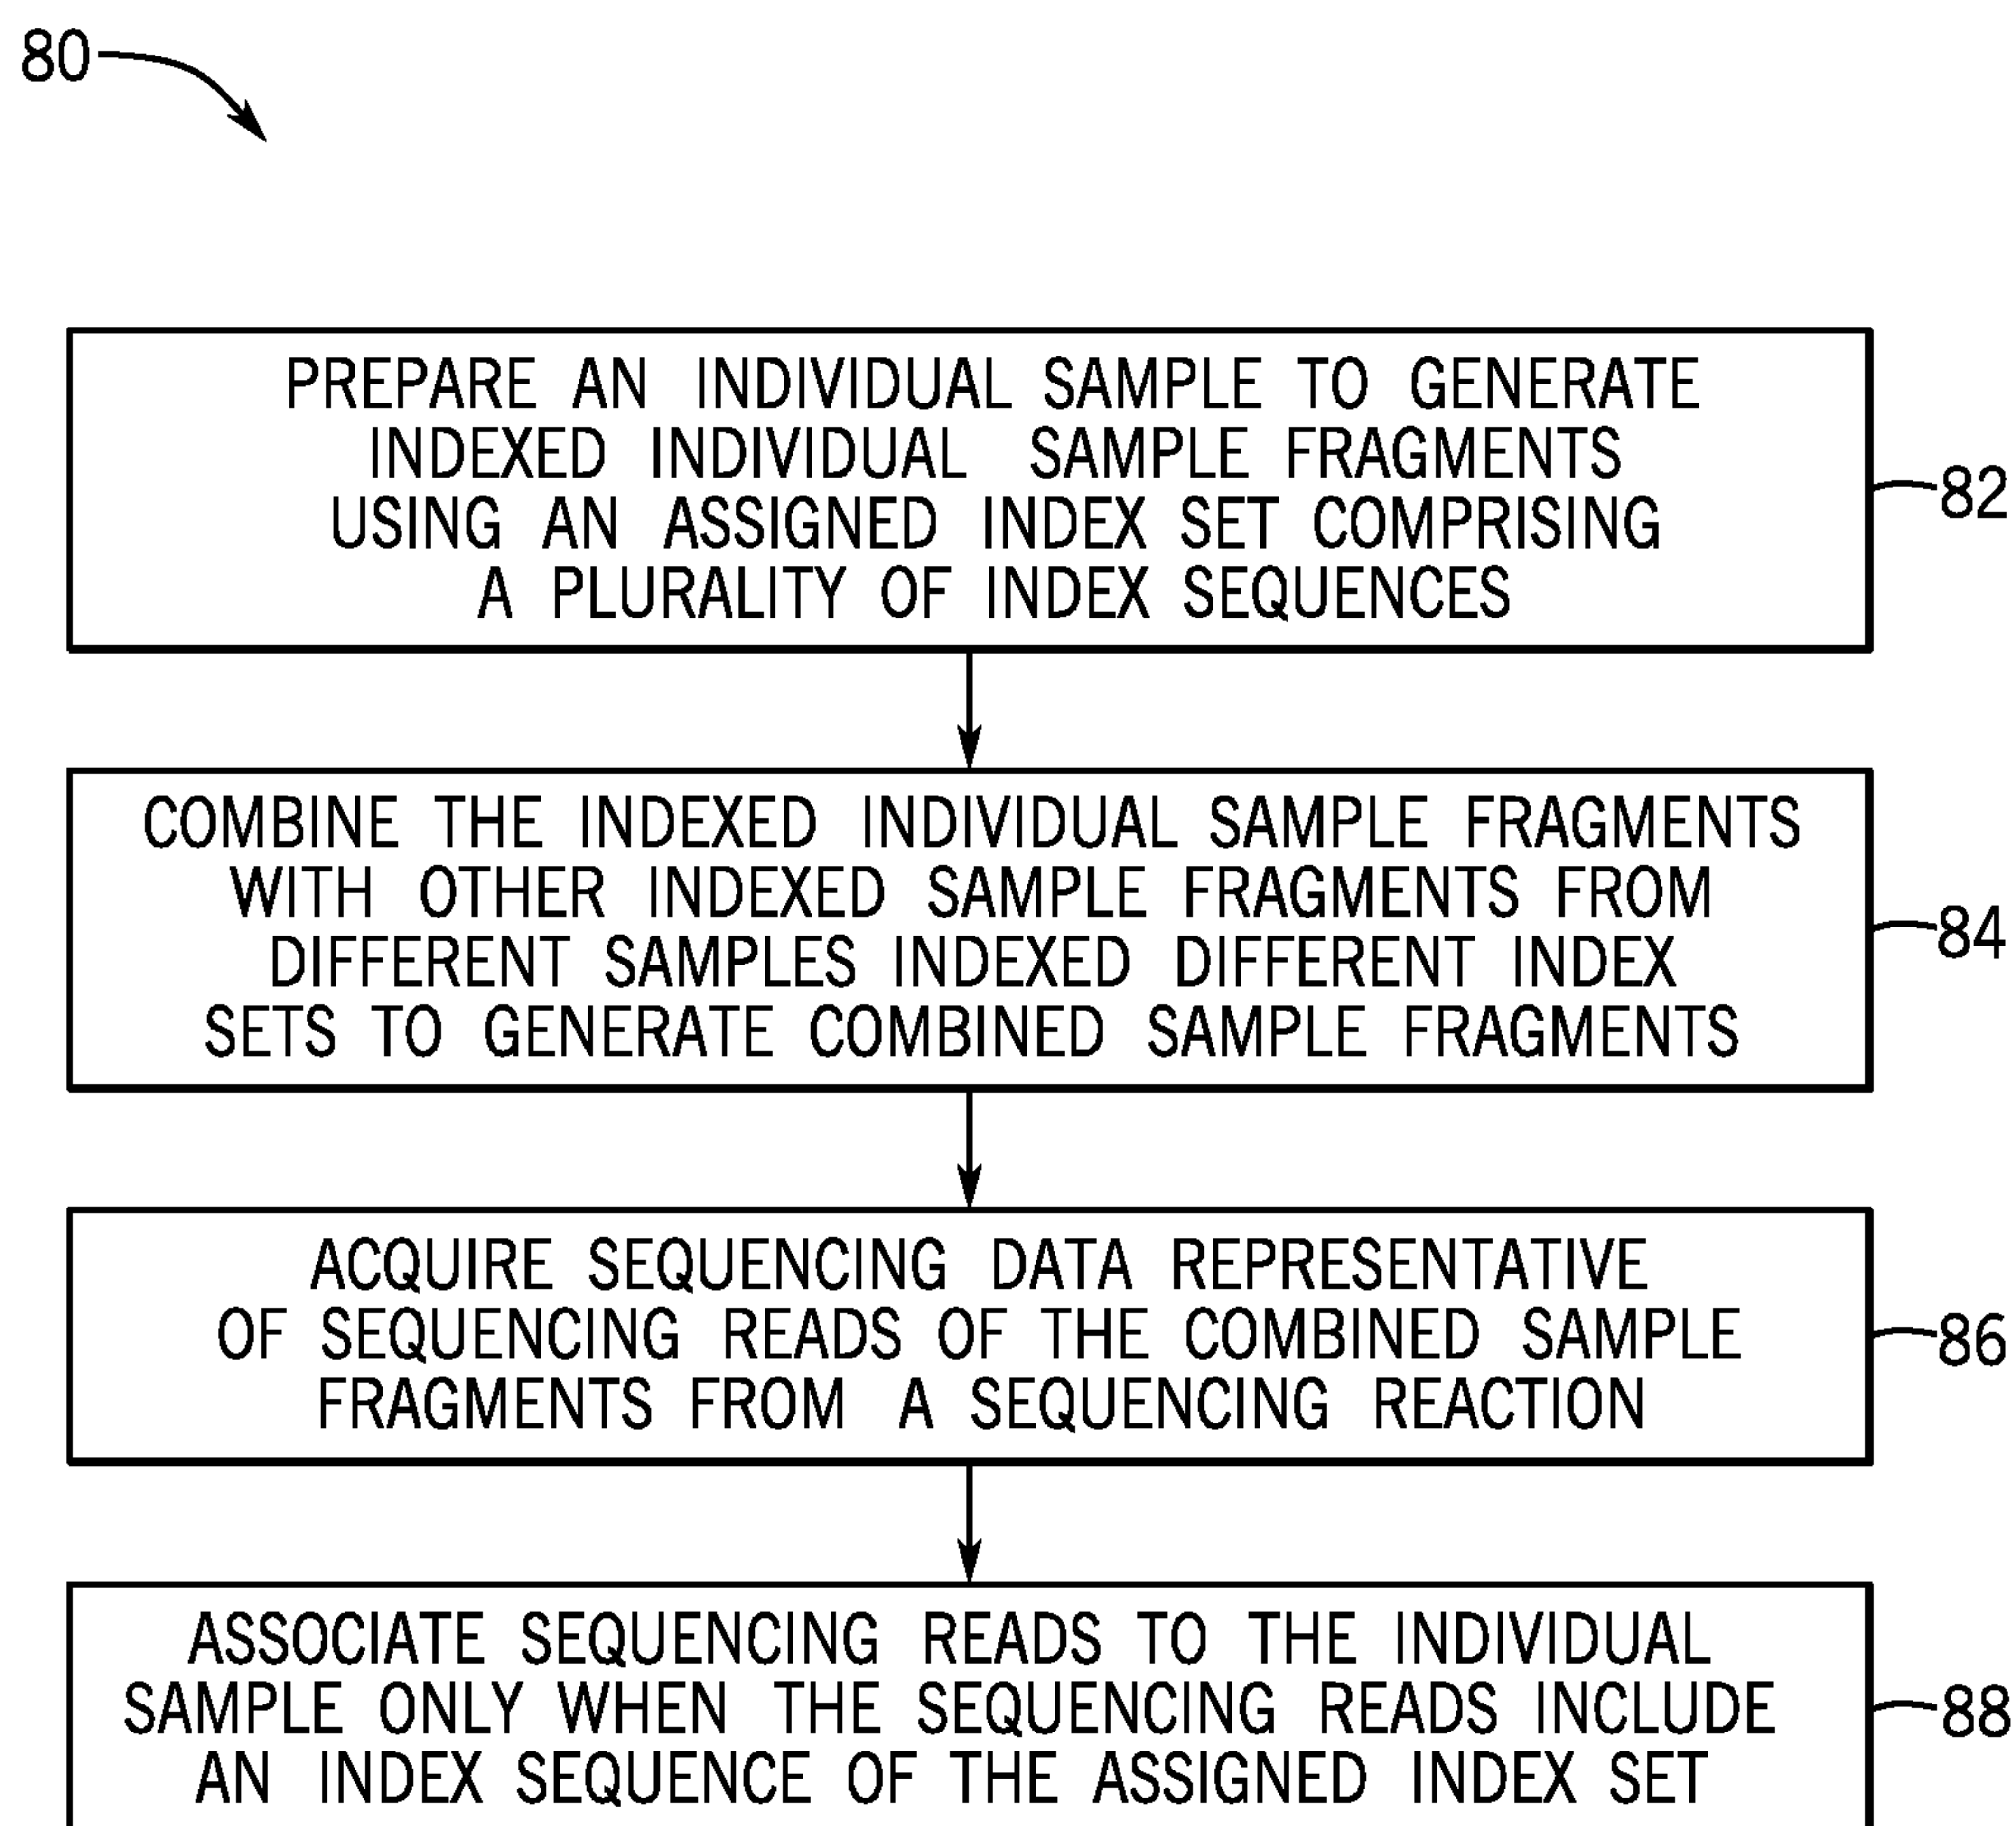 80
PREPARE AN INDIVIDUAL SAMPLE TO GENERATE
INDEXED INDIVIDUAL SAMPLE FRAGMENTS
USING AN ASSIGNED INDEX SET COMPRISING
A PLURALITY OF INDEX SEQUENCES
82
COMBINE THE INDEXED INDIVIDUAL SAMPLE FRAGMENTS
WITH OTHER INDEXED SAMPLE FRAGMENTS FROM
DIFFERENT SAMPLES INDEXED DIFFERENT INDEX
SETS TO GENERATE COMBINED SAMPLE FRAGMENTS
84
ACQUIRE SEQUENCING DATA REPRESENTATIVE
OF SEQUENCING READS OF THE COMBINED SAMPLE
FRAGMENTS FROM A SEQUENCING REACTION
86
ASSOCIATE SEQUENCING READS TO THE INDIVIDUAL
SAMPLE ONLY WHEN THE SEQUENCING READS INCLUDE
AN INDEX SEQUENCE OF THE ASSIGNED INDEX SET
88